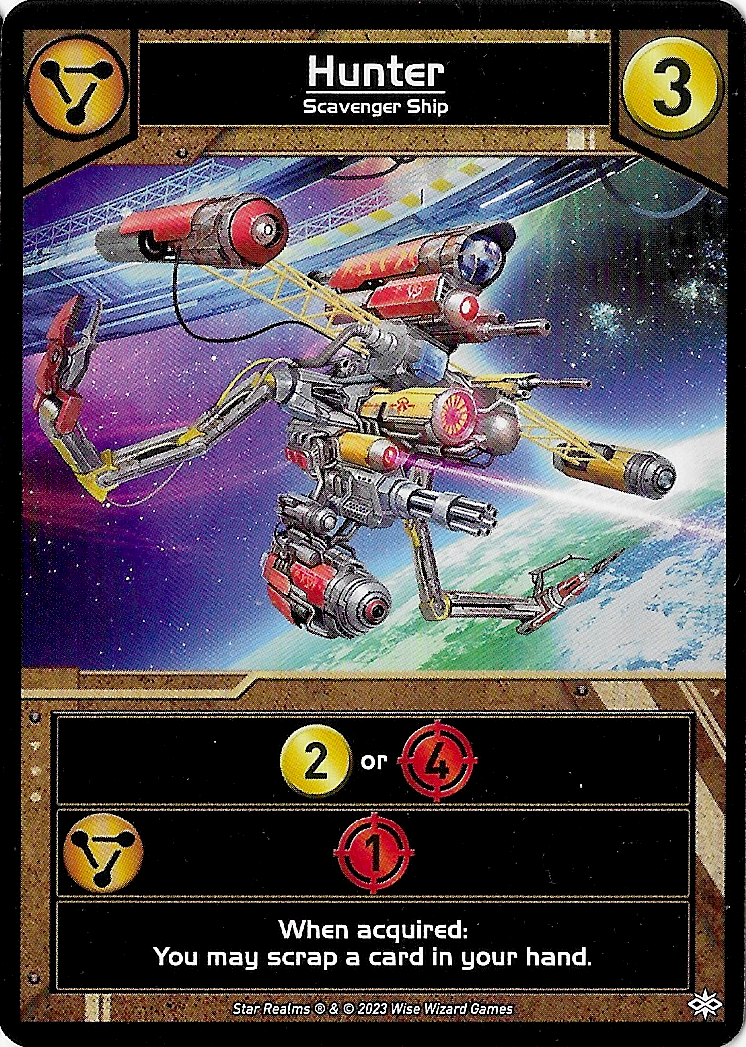 Hunter
Scavenger Ship
3
2 or 4
1
When acquired:
You may scrap a card in your hand.
Star Realms ® & © 2023 Wise Wizard Games